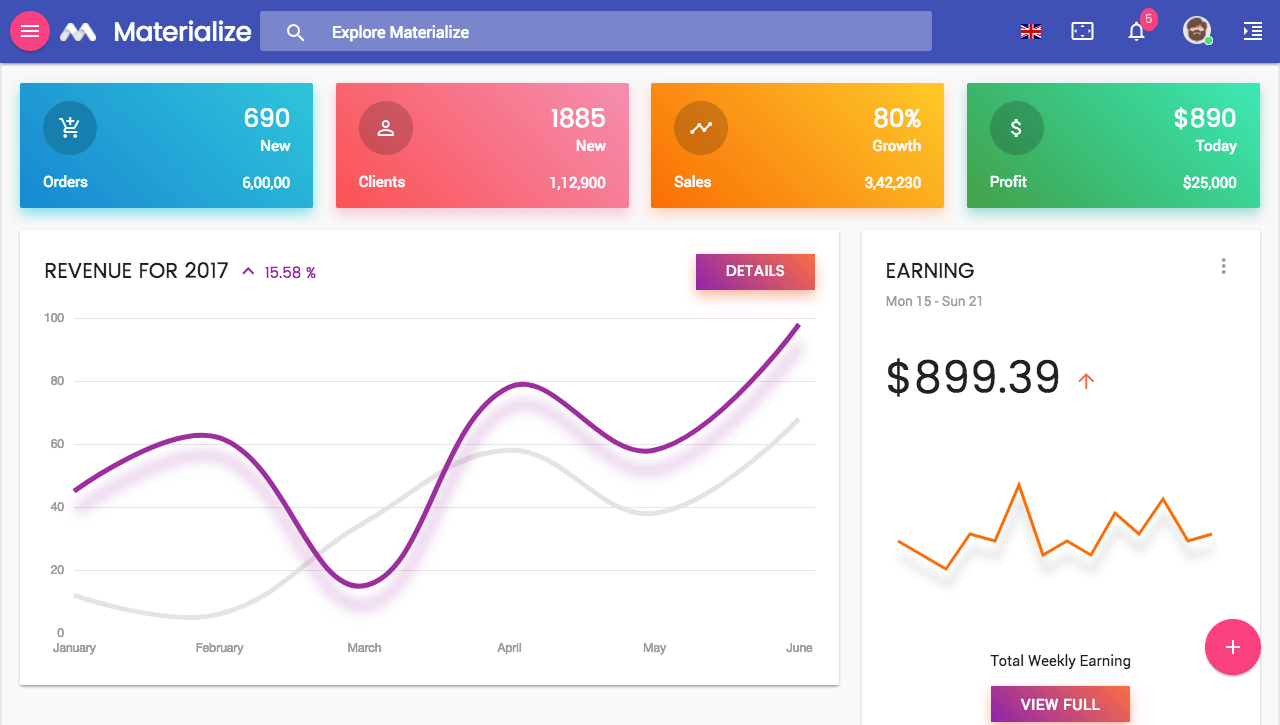 Materialize
Explore Materialize
5
690
New
Orders
6,00,00
1885
New
Clients
1,12,900
80%
Growth
Sales
3,42,230
$
$890
Today
Profit
$25,000
REVENUE FOR 2017
15.58 %
DETAILS
100
80
60
40
20
0
January
February
March
April
May
June
EARNING
Mon 15 - Sun 21
$899.39
Total Weekly Earning
VIEW FULL